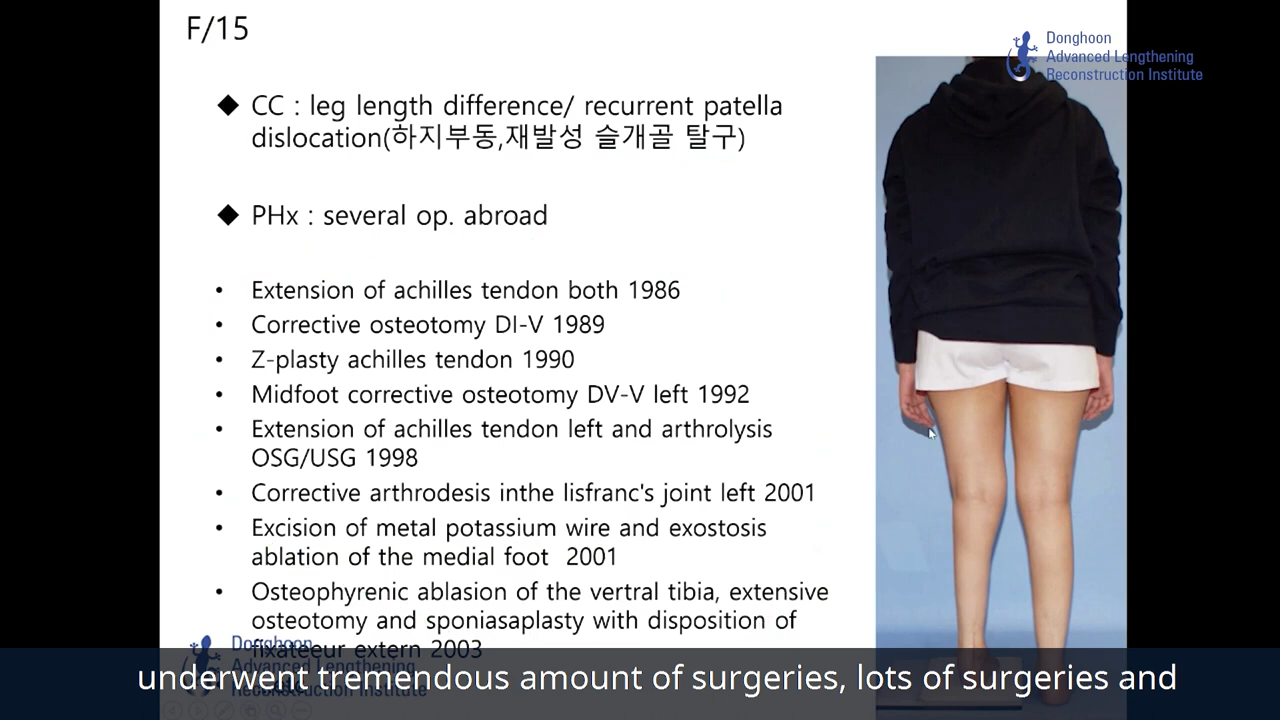 F/15
Donghoon
Advanced Lengthening
Reconstruction Institute
◆ CC : leg length difference/ recurrent patella
dislocation(하지부동,재발성 슬개골 탈구)
◆ PHx : several op. abroad
• Extension of achilles tendon both 1986
• Corrective osteotomy DI-V 1989
• Z-plasty achilles tendon 1990
• Midfoot corrective osteotomy DV-V left 1992
• Extension of achilles tendon left and arthrolysis
OSG/USG 1998
• Corrective arthrodesis inthe lisfranc's joint left 2001
• Excision of metal potassium wire and exostosis
ablation of the medial foot 2001
• Osteophyrenic ablasion of the vertral tibia, extensive
osteotomy and sponiasaplasty with disposition of
fixateeur extern 2003
Donghoon
Advanced Lengthening
Reconstruction Institute
underwent tremendous amount of surgeries, lots of surgeries and